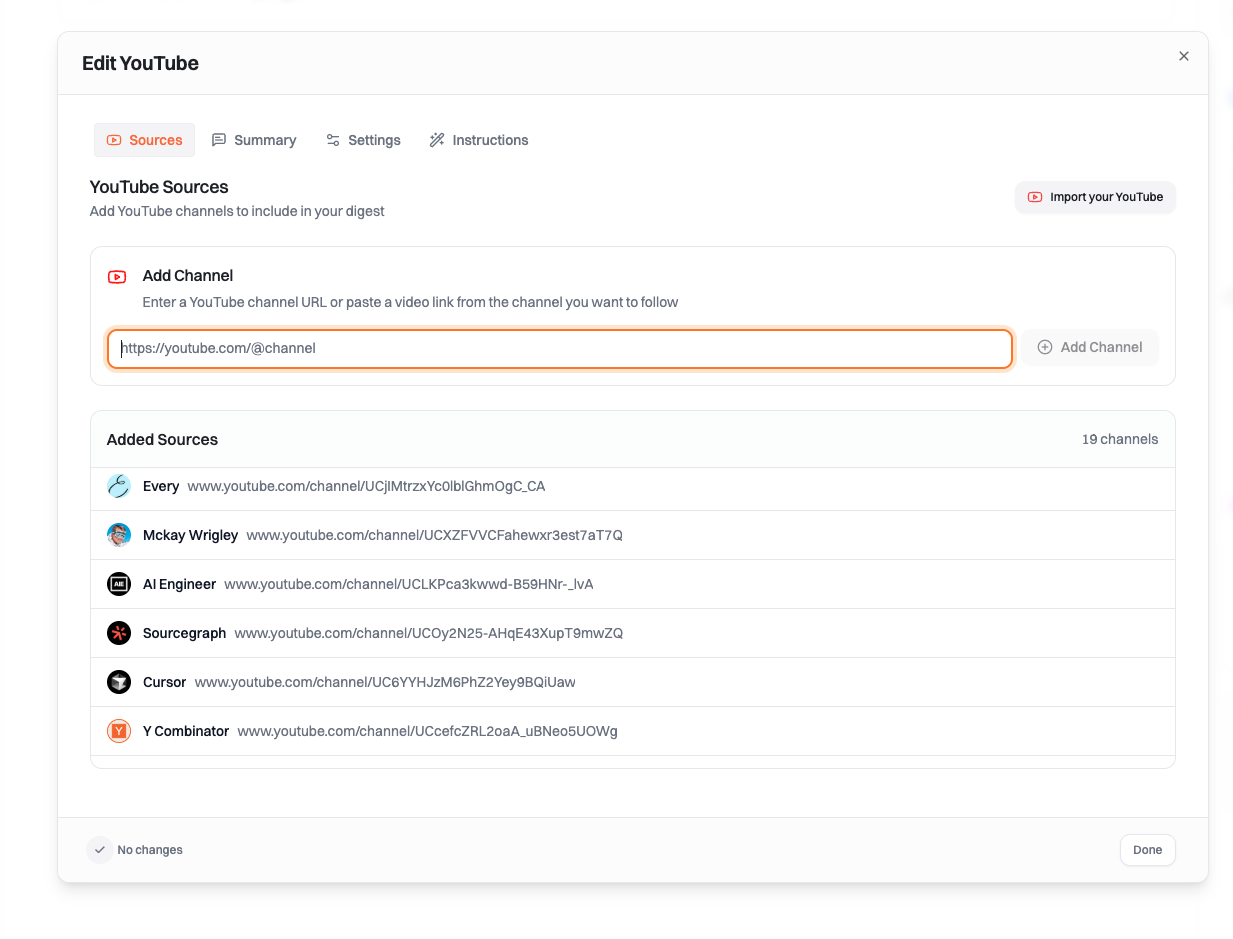 Edit YouTube
Sources Summary Settings Instructions
YouTube Sources
Add YouTube channels to include in your digest
Import your YouTube
Add Channel
Enter a YouTube channel URL or paste a video link from the channel you want to follow
https://youtube.com/@channel
Add Channel
Added Sources
19 channels
Every www.youtube.com/channel/UCjIMtrzxYc0lblGhmOgC_CA
Mckay Wrigley www.youtube.com/channel/UCXZFVVCFahewxr3est7aT7Q
AI Engineer www.youtube.com/channel/UCLKPca3kwwd-B59HNr-_lvA
Sourcegraph www.youtube.com/channel/UCOy2N25-AHqE43XupT9mwZQ
Cursor www.youtube.com/channel/UC6YYHJzM6PhZ2Yey9BQiUaw
Y Combinator www.youtube.com/channel/UCcefcZRL2oaA_uBNeo5UOWg
No changes
Done